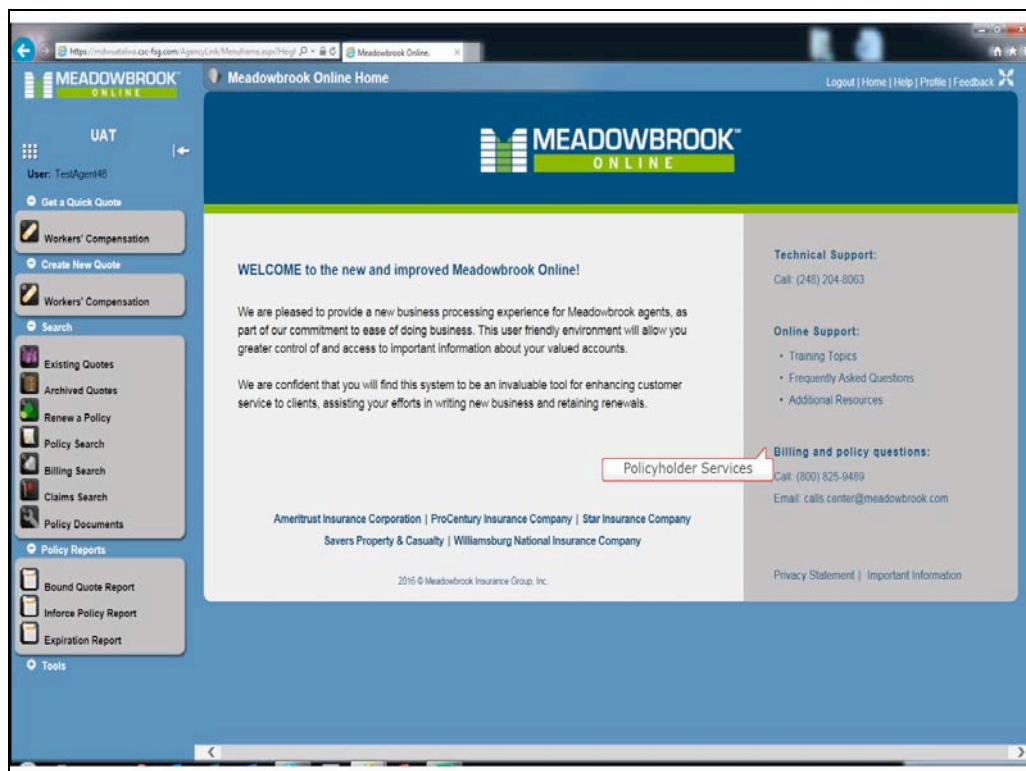 Meadowbrook Online.
MEADOWBROOK™
ONLINE
Meadowbrook Online Home
Logout | Home | Help | Profile | Feedback
UAT
User: TestAgent46
Get a Quick Quote
Workers' Compensation
Create New Quote
Workers' Compensation
Search
Existing Quotes
Archived Quotes
Renew a Policy
Policy Search
Billing Search
Claims Search
Policy Documents
Policy Reports
Bound Quote Report
Inforce Policy Report
Expiration Report
Tools
MEADOWBROOK™
ONLINE
WELCOME to the new and improved Meadowbrook Online!
We are pleased to provide a new business processing experience for Meadowbrook agents, as
part of our commitment to ease of doing business. This user friendly environment will allow you
greater control of and access to important information about your valued accounts.
We are confident that you will find this system to be an invaluable tool for enhancing customer
service to clients, assisting your efforts in writing new business and retaining renewals.
Ameritrust Insurance Corporation | ProCentury Insurance Company | Star Insurance Company
Savers Property & Casualty | Williamsburg National Insurance Company
2016 © Meadowbrook Insurance Group, Inc.
Technical Support:
Call: (248) 204-8063
Online Support:
• Training Topics
• Frequently Asked Questions
• Additional Resources
Policyholder Services
Billing and policy questions:
Call: (800) 825-9489
Email: calls.center@meadowbrook.com
Privacy Statement | Important Information